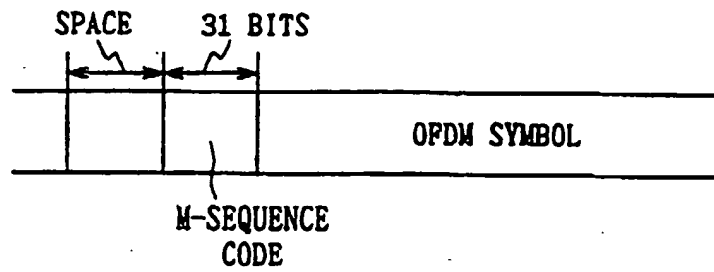 SPACE 31 BITS
OFDM SYMBOL
M-SEQUENCE
CODE